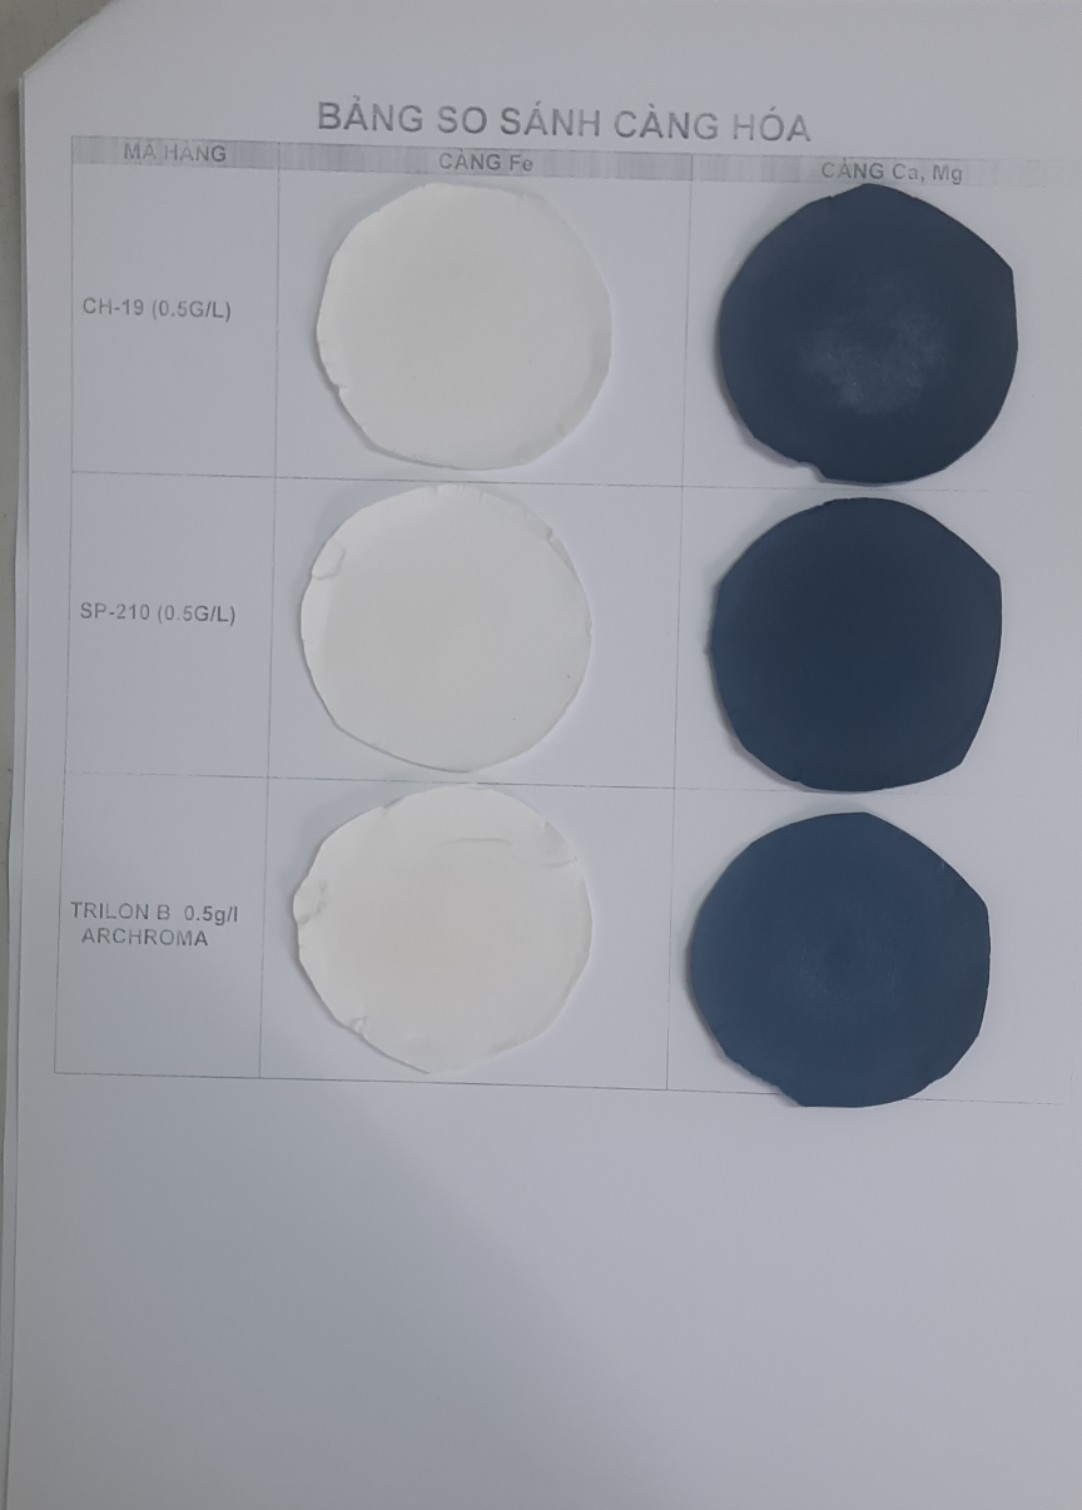 BẢNG SO SÁNH CÀNG HÓA
MÃ HÀNG CÀNG Fe CÀNG Ca, Mg
CH-19 (0.5G/L)
SP-210 (0.5G/L)
TRILON B 0.5g/l
ARCHROMA